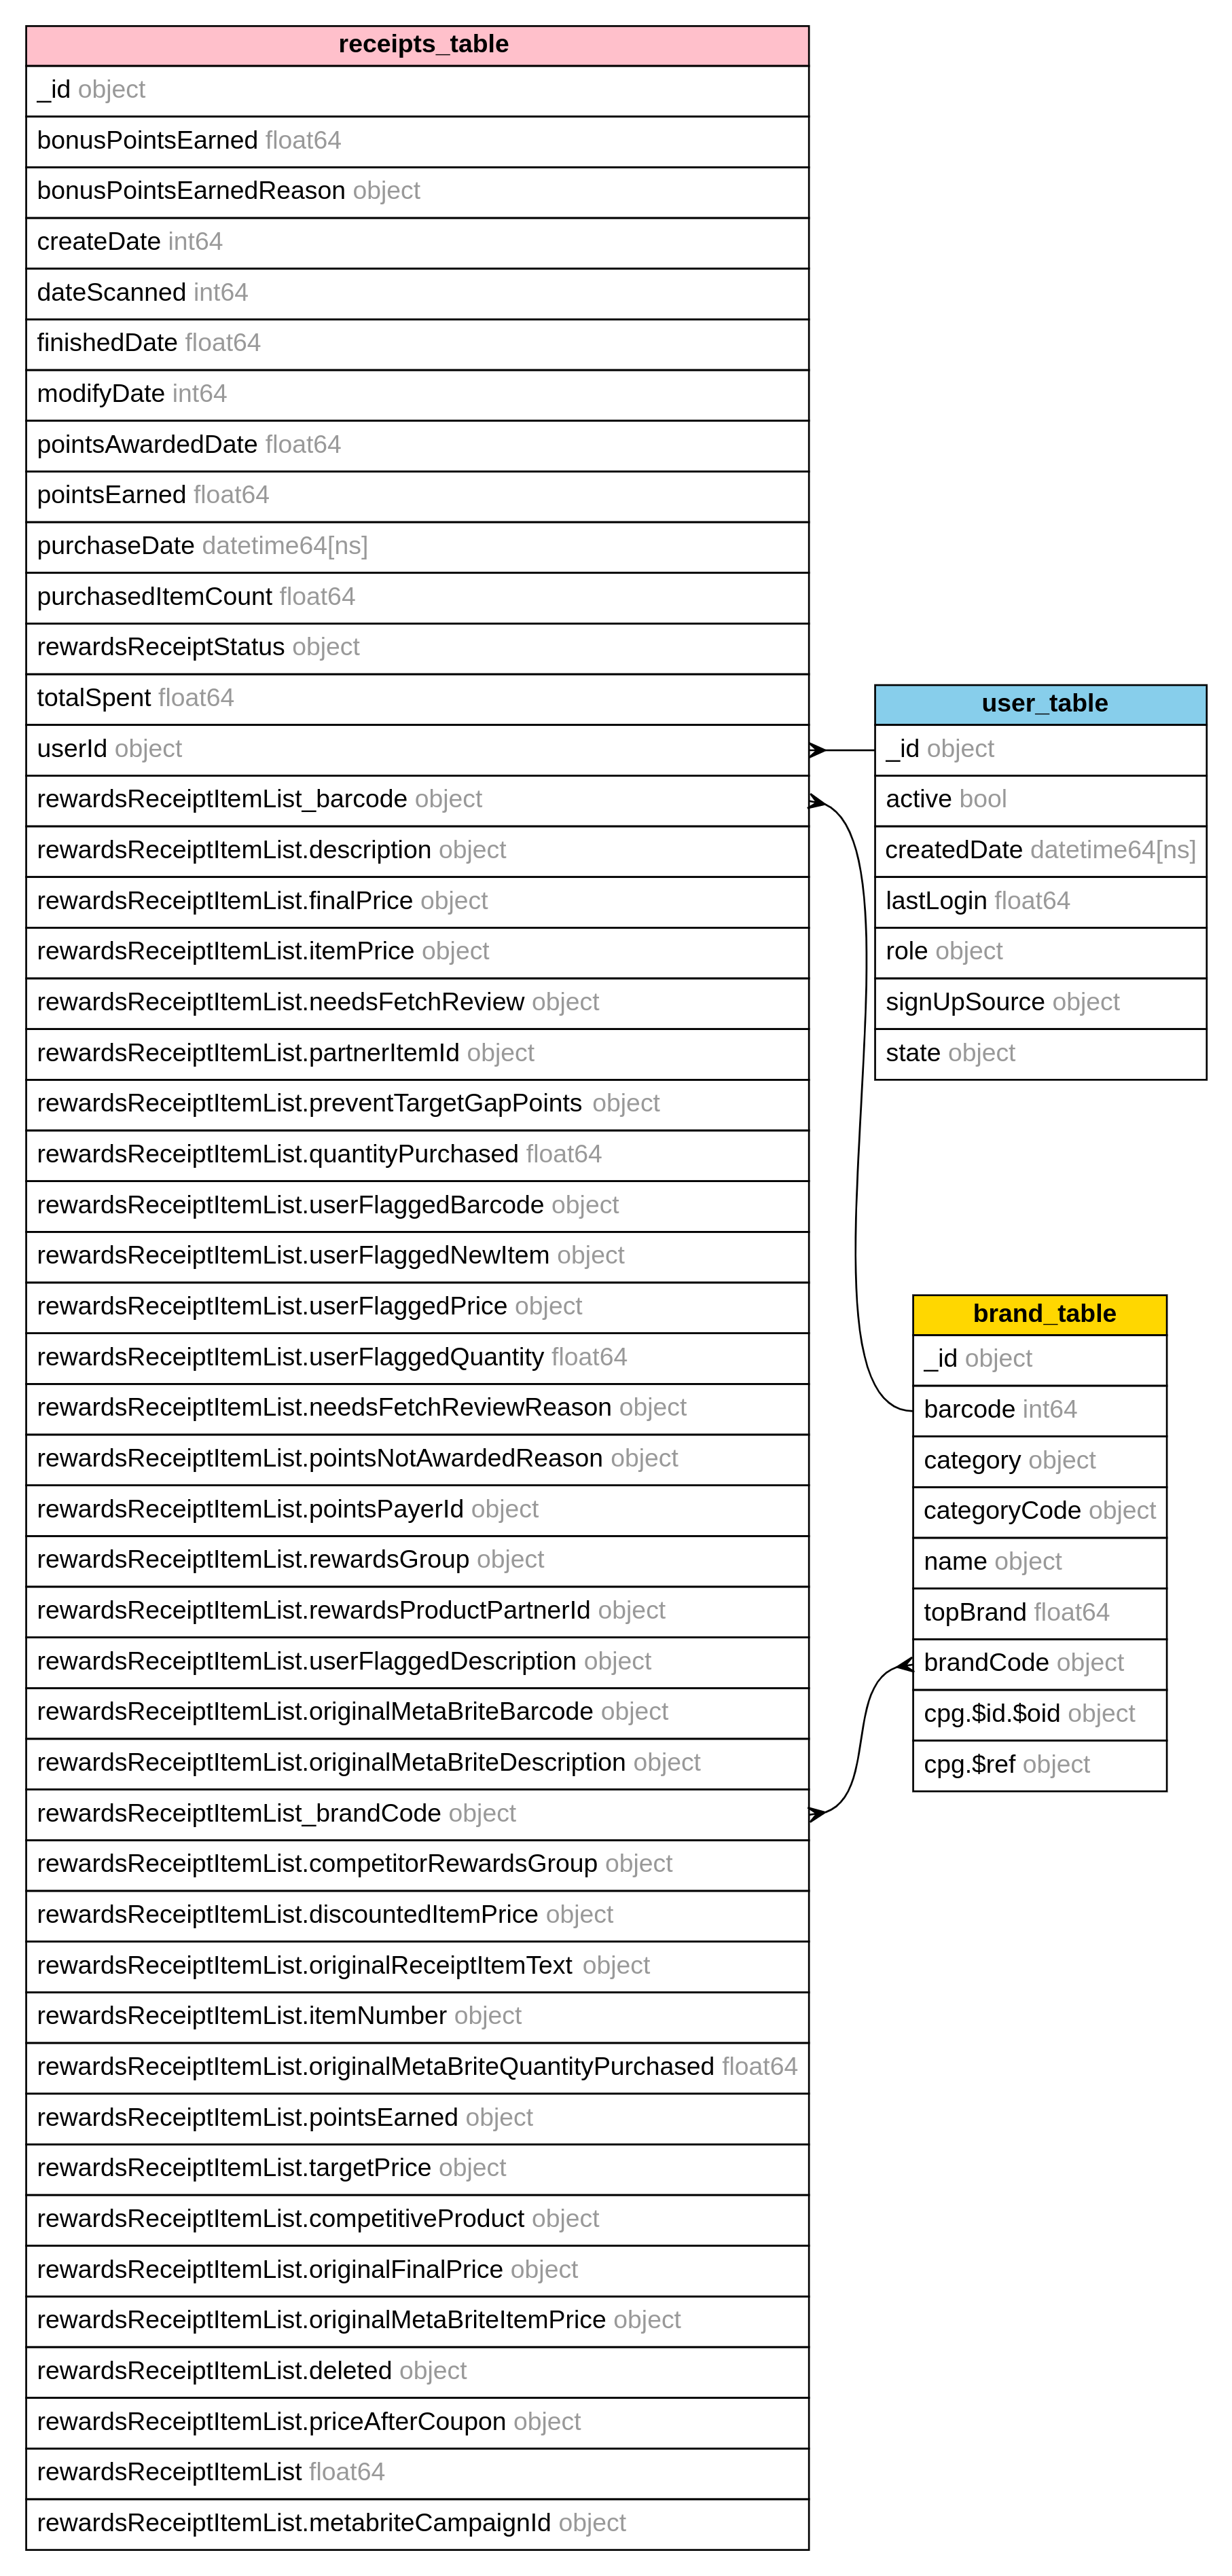 receipts_table
_id object
bonusPointsEarned float64
bonusPointsEarnedReason object
createDate int64
dateScanned int64
finishedDate float64
modifyDate int64
pointsAwardedDate float64
pointsEarned float64
purchaseDate datetime64[ns]
purchasedItemCount float64
rewardsReceiptStatus object
totalSpent float64
userId object
rewardsReceiptItemList_barcode object
rewardsReceiptItemList.description object
rewardsReceiptItemList.finalPrice object
rewardsReceiptItemList.itemPrice object
rewardsReceiptItemList.needsFetchReview object
rewardsReceiptItemList.partnerItemId object
rewardsReceiptItemList.preventTargetGapPoints object
rewardsReceiptItemList.quantityPurchased float64
rewardsReceiptItemList.userFlaggedBarcode object
rewardsReceiptItemList.userFlaggedNewItem object
rewardsReceiptItemList.userFlaggedPrice object
rewardsReceiptItemList.userFlaggedQuantity float64
rewardsReceiptItemList.needsFetchReviewReason object
rewardsReceiptItemList.pointsNotAwardedReason object
rewardsReceiptItemList.pointsPayerId object
rewardsReceiptItemList.rewardsGroup object
rewardsReceiptItemList.rewardsProductPartnerId object
rewardsReceiptItemList.userFlaggedDescription object
rewardsReceiptItemList.originalMetaBriteBarcode object
rewardsReceiptItemList.originalMetaBriteDescription object
rewardsReceiptItemList_brandCode object
rewardsReceiptItemList.competitorRewardsGroup object
rewardsReceiptItemList.discountedItemPrice object
rewardsReceiptItemList.originalReceiptItemText object
rewardsReceiptItemList.itemNumber object
rewardsReceiptItemList.originalMetaBriteQuantityPurchased float64
rewardsReceiptItemList.pointsEarned object
rewardsReceiptItemList.targetPrice object
rewardsReceiptItemList.competitiveProduct object
rewardsReceiptItemList.originalFinalPrice object
rewardsReceiptItemList.originalMetaBriteItemPrice object
rewardsReceiptItemList.deleted object
rewardsReceiptItemList.priceAfterCoupon object
rewardsReceiptItemList float64
rewardsReceiptItemList.metabriteCampaignId object
user_table
_id object
active bool
createdDate datetime64[ns]
lastLogin float64
role object
signUpSource object
state object
brand_table
_id object
barcode int64
category object
categoryCode object
name object
topBrand float64
brandCode object
cpg.$id.$oid object
cpg.$ref object